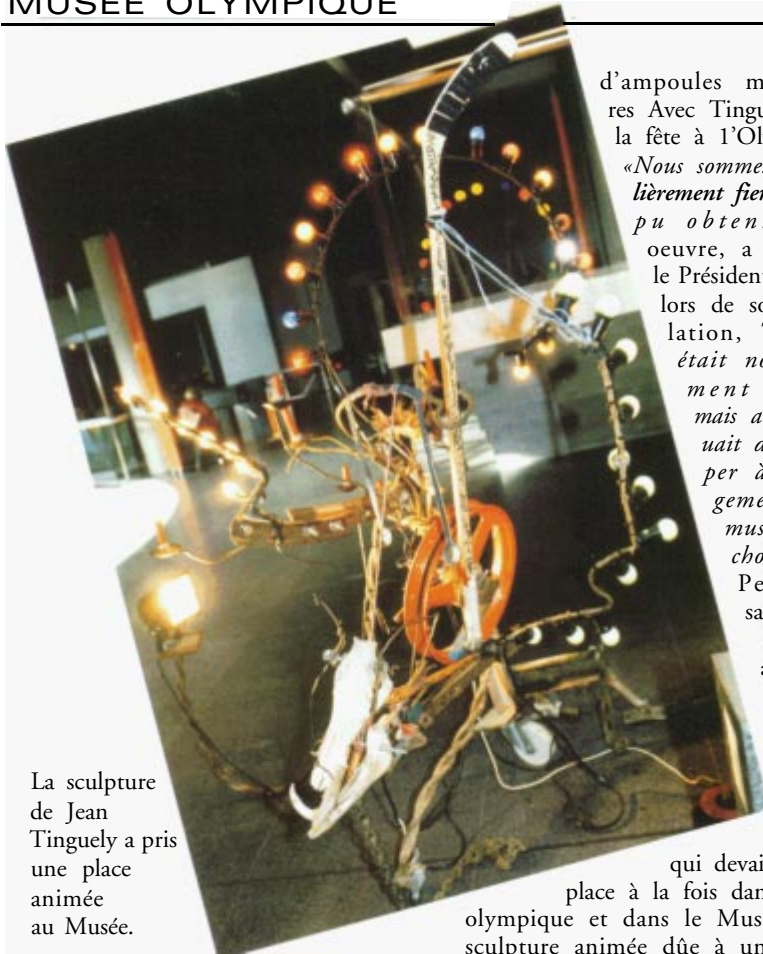 MUSÉE OLYMPIQUE
d'ampoules m
res Avec Tingu
la fête à l'Ol
«Nous somme
lièrement fier
pu obten
oeuvre, a
le Président
lors de so
lation,
était no
ment
mais a
uait d
per à
geme
mus
cho
Pe
sa
La sculpture
de Jean
Tinguely a pris
une place
animée
au Musée.
qui devai
place à la fois dan
olympique et dans le Mus
sculpture animée dûe à un